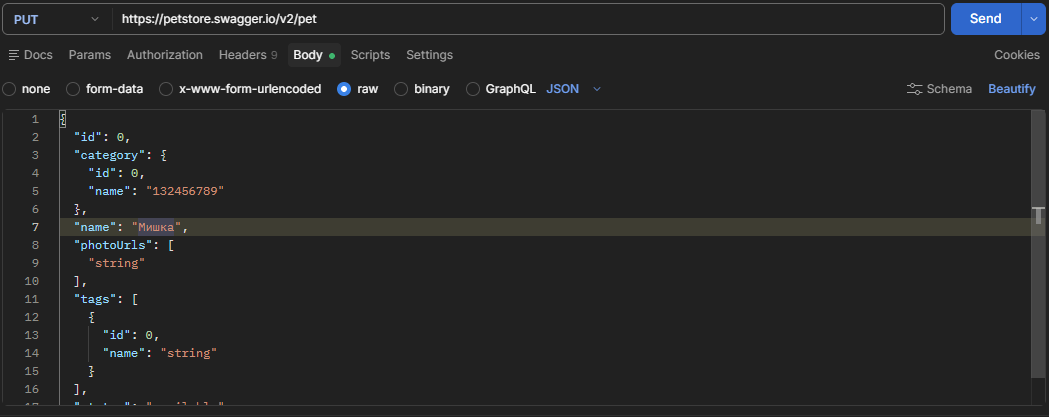 PUT https://petstore.swagger.io/v2/pet Send
Docs Params Authorization Headers 9 Body Scripts Settings Cookies
none form-data x-www-form-urlencoded raw binary GraphQL JSON Schema Beautify
1 {
2 "id": 0,
3 "category": {
4 "id": 0,
5 "name": "132456789"
6 },
7 "name": "Мишка",
8 "photoUrls": [
9 "string"
10 ],
11 "tags": [
12 {
13 "id": 0,
14 "name": "string"
15 }
16 ],